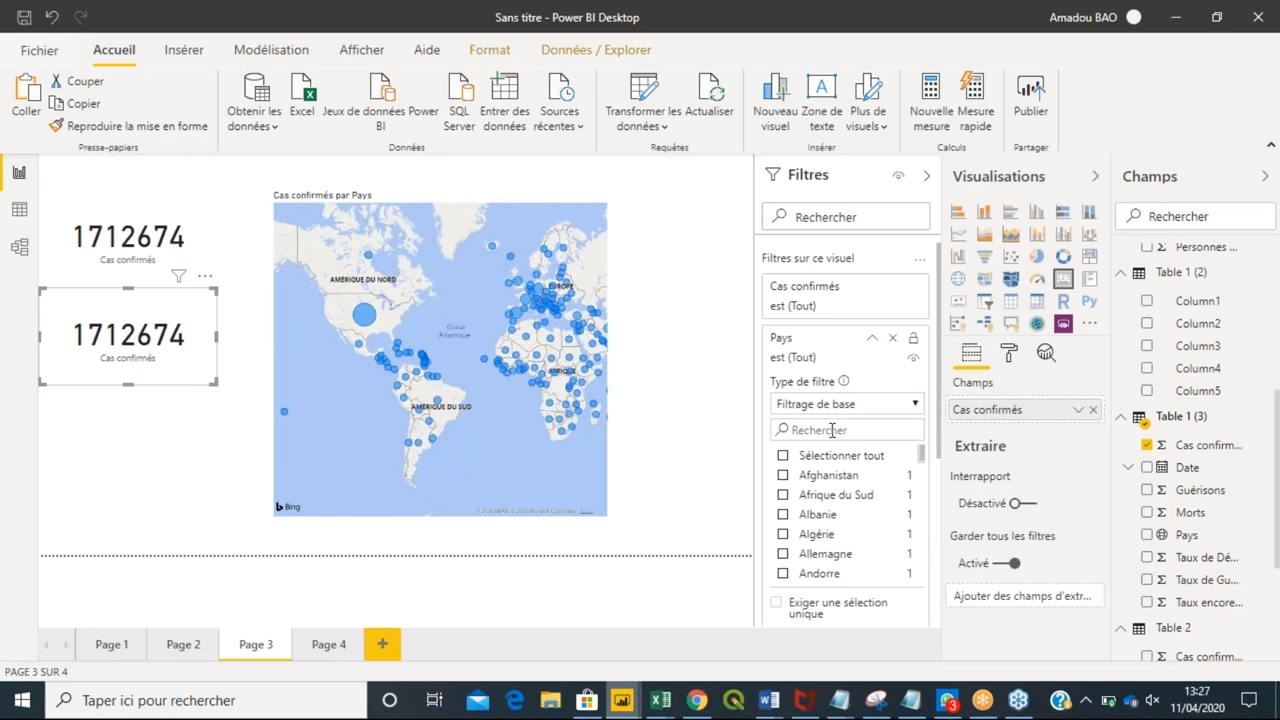 Sans titre - Power BI Desktop
Amadou BAO
Fichier
Accueil
Insérer
Modélisation
Afficher
Aide
Format
Données / Explorer
Coller
Couper
Copier
Reproduire la mise en forme
Presse-papiers
Obtenir les données
Excel
Jeux de données Power BI
SQL Server
Entrer des données
Sources récentes
Données
Transformer les données
Actualiser
Requêtes
Nouveau visuel
Zone de texte
Plus de visuels
Insérer
Nouvelle mesure
Mesure rapide
Calculs
Publier
Partager
1712674
Cas confirmés
1712674
Cas confirmés
Cas confirmés par Pays
AMÉRIQUE DU NORD
EUROPE
Océan Atlantique
AFRIQUE
AMÉRIQUE DU SUD
Bing
Filtres
Rechercher
Filtres sur ce visuel
...
Cas confirmés
est (Tout)
Pays
est (Tout)
Type de filtre
Filtrage de base
Rechercher
Sélectionner tout
Afghanistan 1
Afrique du Sud 1
Albanie 1
Algérie 1
Allemagne 1
Andorre 1
Exiger une sélection unique
Visualisations
R
Py
...
Champs
Cas confirmés
Extraire
Interrapport
Désactivé
Garder tous les filtres
Activé
Ajouter des champs d'extr...
Champs
Rechercher
Σ Personnes ...
Table 1 (2)
Column1
Column2
Column3
Column4
Column5
Table 1 (3)
Σ Cas confirm...
Date
Σ Guérisons
Σ Morts
Pays
Σ Taux de Dé...
Σ Taux de Gu...
Σ Taux encore...
Table 2
Σ Cas confirm...
Page 1
Page 2
Page 3
Page 4
+
PAGE 3 SUR 4
Taper ici pour rechercher
3
13:27
11/04/2020